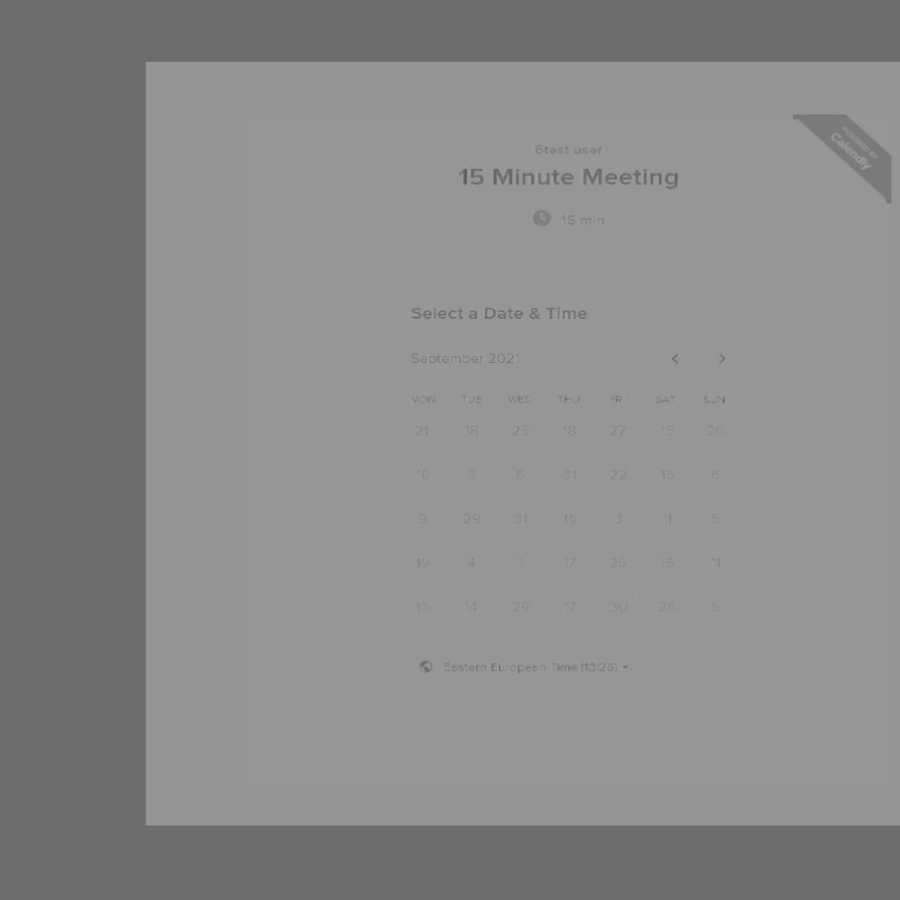 6test user
15 Minute Meeting
15 min
POWERED BY
Calendly
Select a Date & Time
September 2021
MON TUE WED THU FRI SAT SUN
21 18 25 18 27 15 20
10 3 6 31 22 15 6
9 29 31 15 3 11 5
19 4 1 17 25 15 11
13 14 29 17 30 26 5
Eastern European Time (13:26)